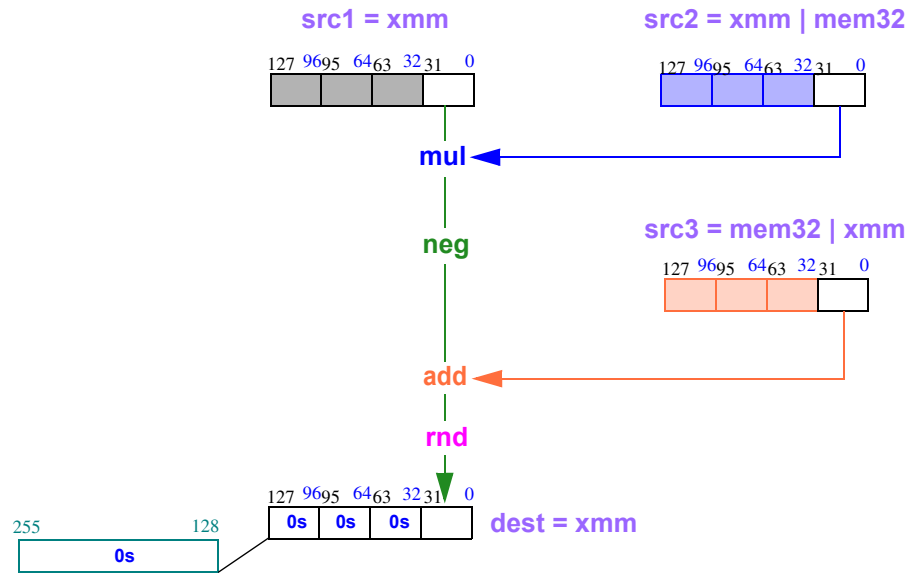 src1 = xmm
src2 = xmm | mem32
127 96 95 64 63 32 31 0
127 96 95 64 63 32 31 0
mul
neg
src3 = mem32 | xmm
127 96 95 64 63 32 31 0
add
rnd
127 96 95 64 63 32 31 0
0s 0s 0s
dest = xmm
255 128
0s